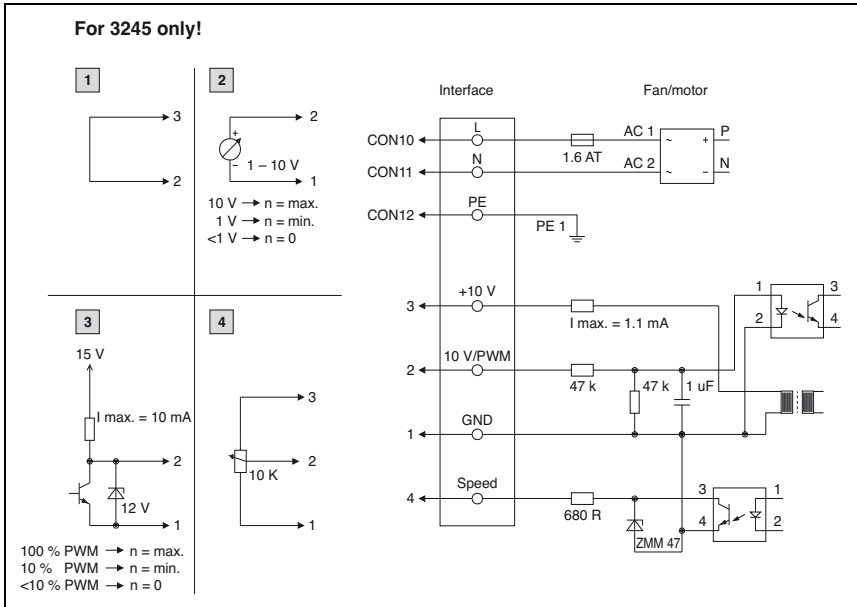 For 3245 only!
1
3
2
2
2
+
−
1 – 10 V
1
10 V → n = max.
1 V → n = min.
<1 V → n = 0
3
15 V
I max. = 10 mA
2
12 V
1
100 % PWM → n = max.
10 % PWM → n = min.
<10 % PWM → n = 0
4
3
2
10 K
1
Interface
Fan/motor
CON10
L
1.6 AT
AC 1
~
+
P
CON11
N
AC 2
~
−
N
CON12
PE
PE 1
3
+10 V
I max. = 1.1 mA
1
3
2
4
2
10 V/PWM
47 k
47 k
1 uF
1
GND
4
Speed
680 R
ZMM 47
3
1
4
2